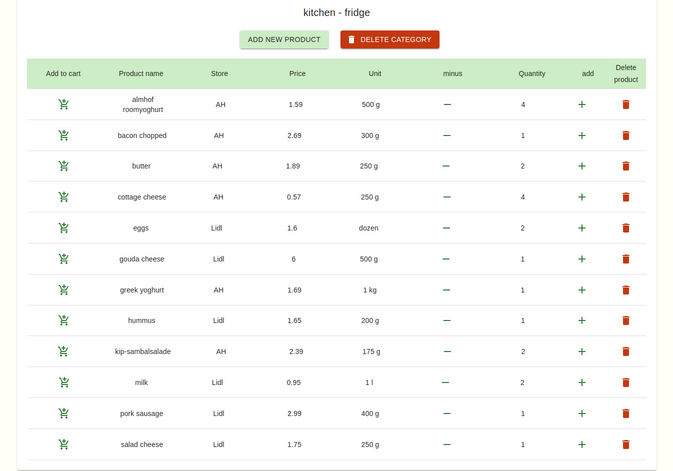 kitchen - fridge
ADD NEW PRODUCT DELETE CATEGORY
Add to cart Product name Store Price Unit minus Quantity add Delete product
almhof roomyoghurt AH 1.59 500 g 4
bacon chopped AH 2.69 300 g 1
butter AH 1.89 250 g 2
cottage cheese AH 0.57 250 g 4
eggs Lidl 1.6 dozen 2
gouda cheese Lidl 6 500 g 1
greek yoghurt AH 1.69 1 kg 1
hummus Lidl 1.65 200 g 1
kip-sambalsalade AH 2.39 175 g 2
milk Lidl 0.95 1 l 2
pork sausage Lidl 2.99 400 g 1
salad cheese Lidl 1.75 250 g 1